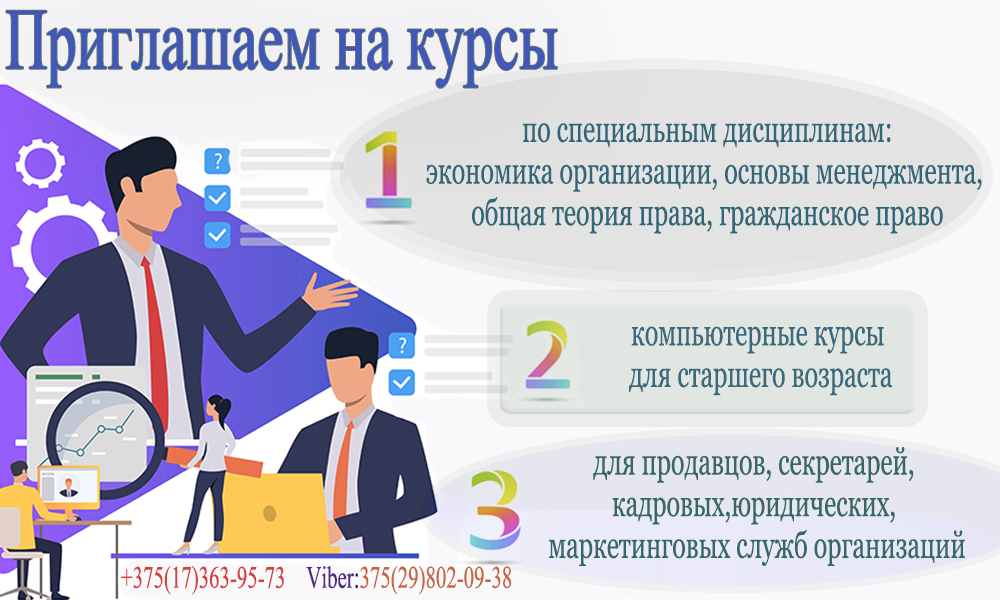 Приглашаем на курсы
1
по специальным дисциплинам:
экономика организации, основы менеджмента,
общая теория права, гражданское право
?
?
2
компьютерные курсы
для старшего возраста
3
для продавцов, секретарей,
кадровых,юридических,
маркетинговых служб организаций
+375(17)363-95-73 Viber:375(29)802-09-38